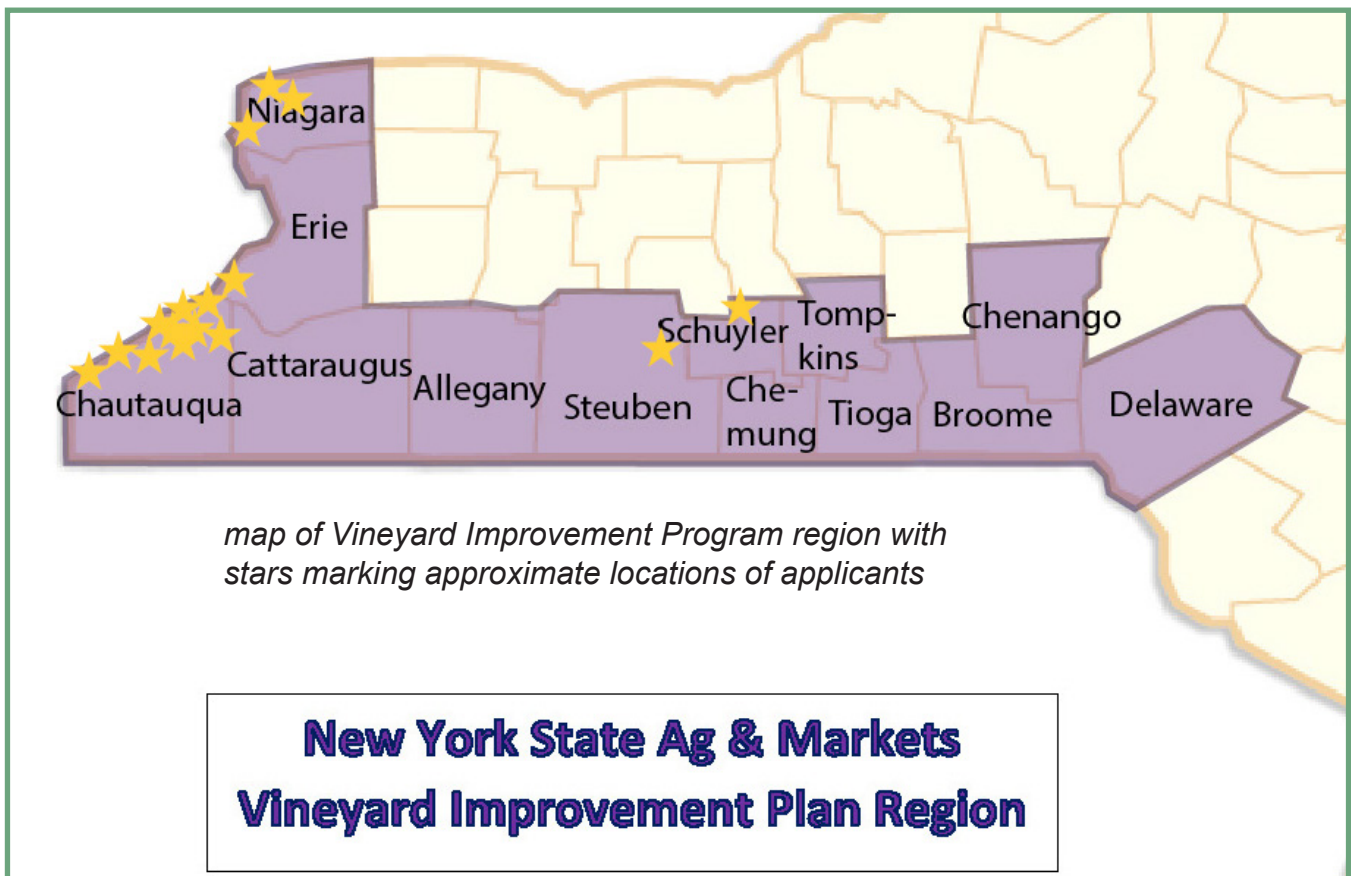 Niagara
Erie
Chautauqua
Cattaraugus
Allegany
Steuben
Schuyler
Che-
mung
Tomp-
kins
Tioga
Broome
Chenango
Delaware
map of Vineyard Improvement Program region with
stars marking approximate locations of applicants
New York State Ag & Markets
Vineyard Improvement Plan Region